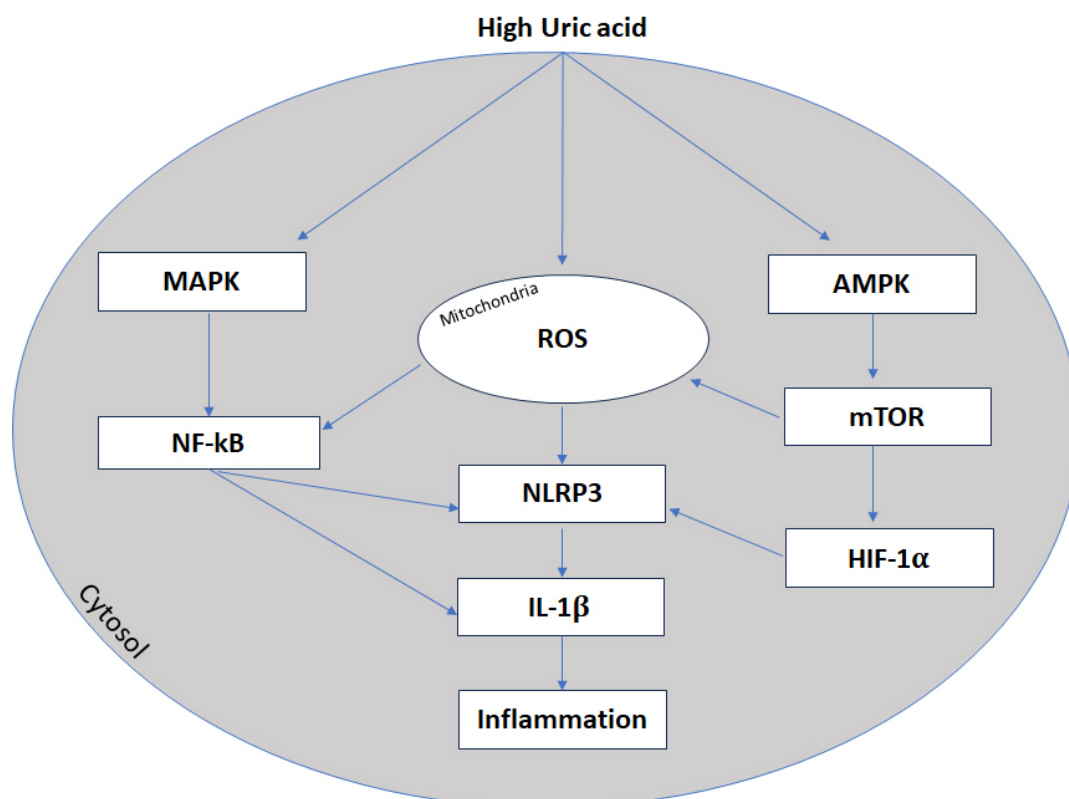 High Uric acid
MAPK
AMPK
Mitochondria
ROS
mTOR
NF-kB
NLRP3
HIF-1α
IL-1β
Cytosol
Inflammation